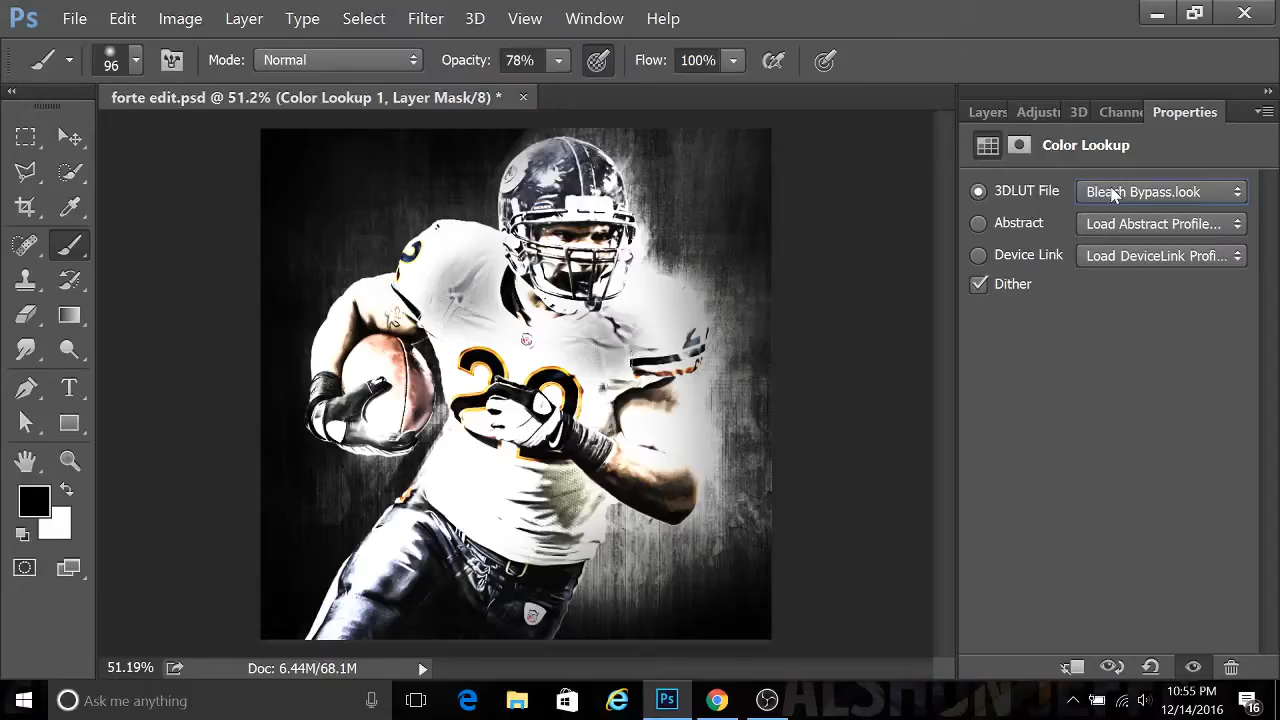 Ps File Edit Image Layer Type Select Filter 3D View Window Help
96 Mode: Normal Opacity: 78% Flow: 100%
forte edit.psd @ 51.2% (Color Lookup 1, Layer Mask/8) *
Layers Adjustı 3D Channe Properties
Color Lookup
3DLUT File Bleach Bypass.look
Abstract Load Abstract Profile...
Device Link Load DeviceLink Profi...
Dither
T
22
51.19% Doc: 6.44M/68.1M
Ask me anything Ps 10:55 PM
12/14/2016 16